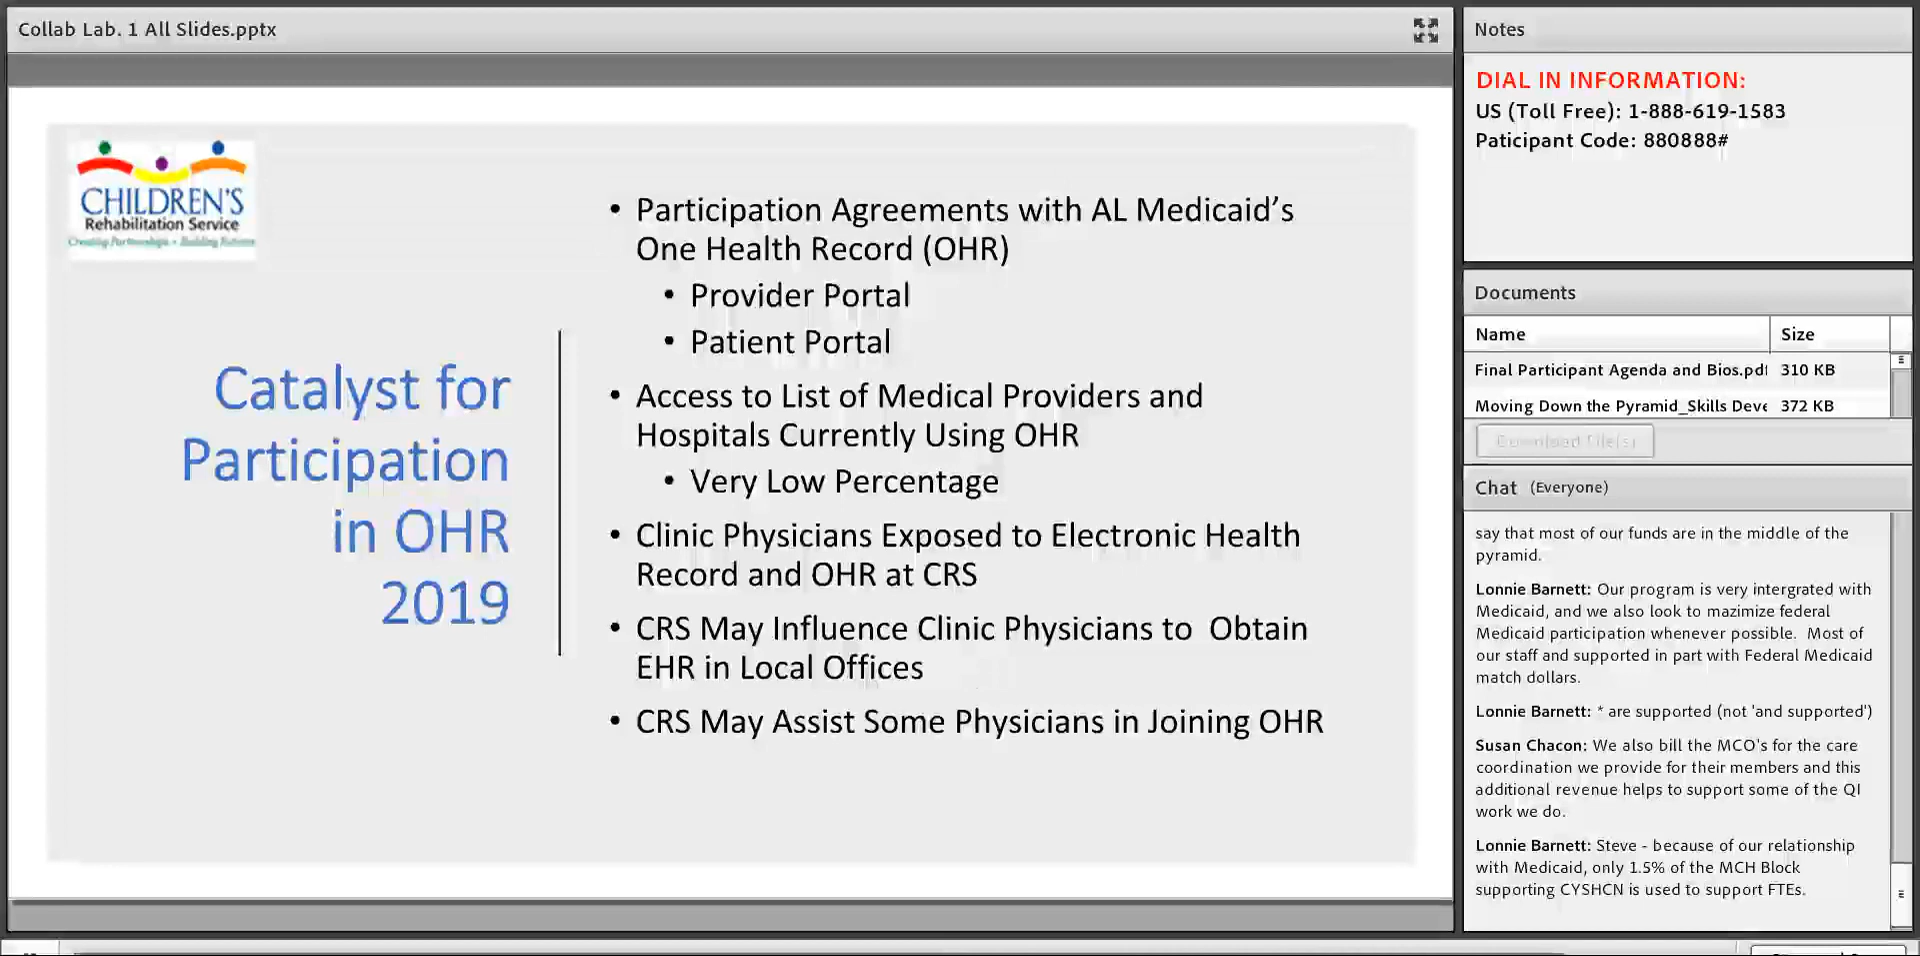 Collab Lab. 1 All Slides.pptx
CHILDREN'S
Rehabilitation Service
Creating Partnerships • Building Futures
Catalyst for
Participation
in OHR
2019
• Participation Agreements with AL Medicaid's
One Health Record (OHR)
• Provider Portal
• Patient Portal
• Access to List of Medical Providers and
Hospitals Currently Using OHR
• Very Low Percentage
• Clinic Physicians Exposed to Electronic Health
Record and OHR at CRS
• CRS May Influence Clinic Physicians to Obtain
EHR in Local Offices
• CRS May Assist Some Physicians in Joining OHR
Notes
DIAL IN INFORMATION:
US (Toll Free): 1-888-619-1583
Paticipant Code: 880888#
Documents
Name Size
Final Participant Agenda and Bios.pdf 310 KB
Moving Down the Pyramid_Skills Deve 372 KB
Download File(s)
Chat (Everyone)
say that most of our funds are in the middle of the
pyramid.
Lonnie Barnett: Our program is very intergrated with
Medicaid, and we also look to mazimize federal
Medicaid participation whenever possible. Most of
our staff and supported in part with Federal Medicaid
match dollars.
Lonnie Barnett: * are supported (not 'and supported')
Susan Chacon: We also bill the MCO's for the care
coordination we provide for their members and this
additional revenue helps to support some of the QI
work we do.
Lonnie Barnett: Steve - because of our relationship
with Medicaid, only 1.5% of the MCH Block
supporting CYSHCN is used to support FTEs.